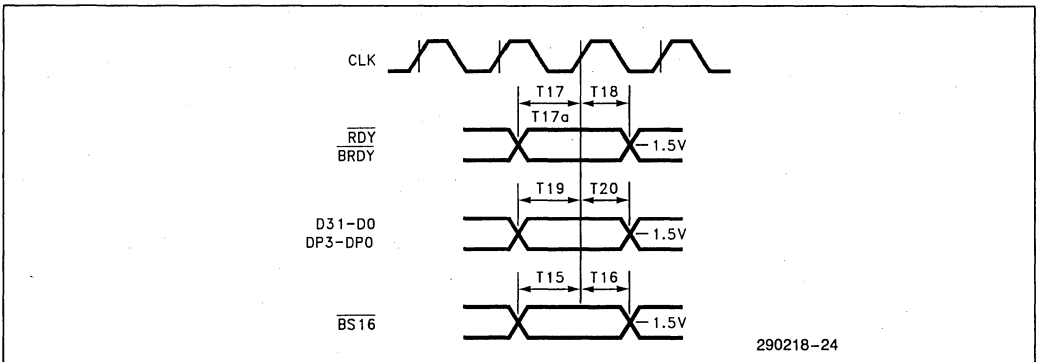 CLK
T17 T18
T17a
RDY
BRDY
1.5V
T19 T20
D31-D0
DP3-DP0
1.5V
T15 T16
BS16
1.5V
290218-24